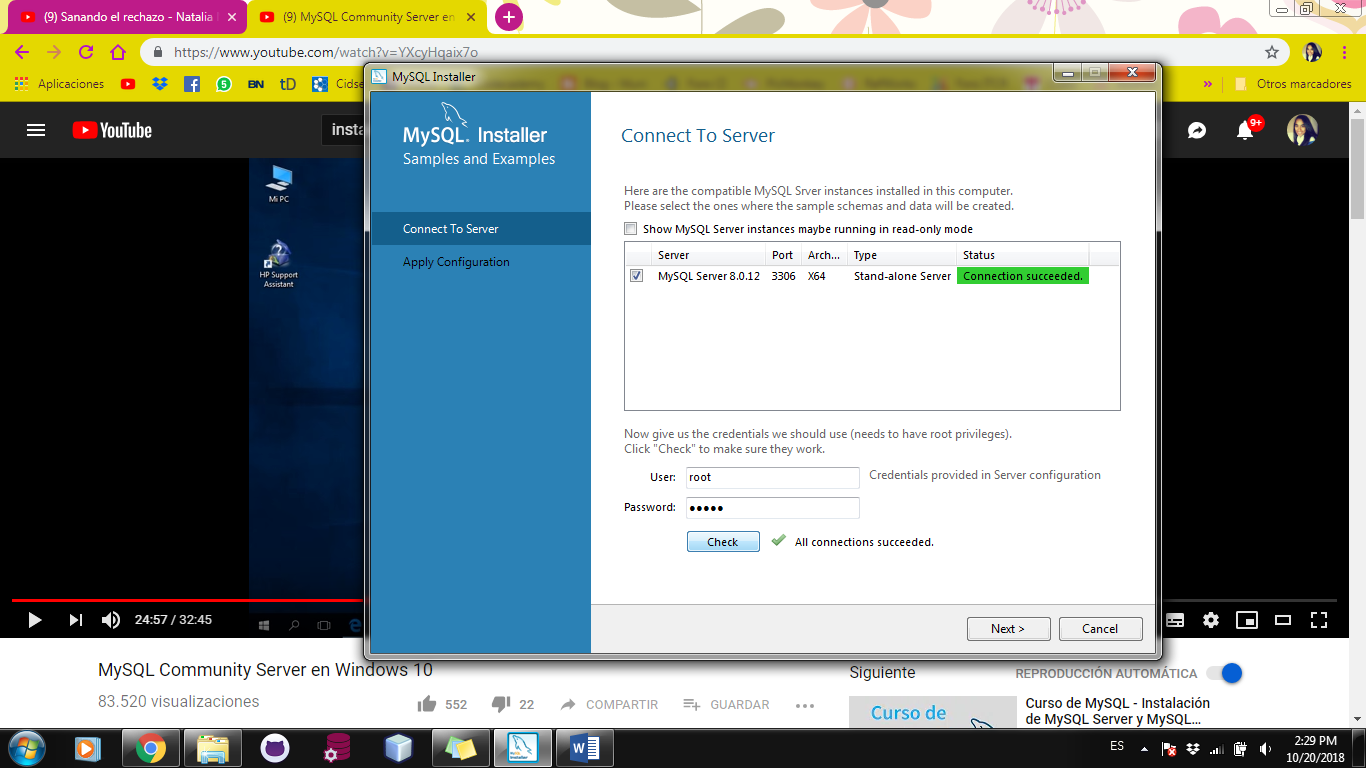 (9) Sanando el rechazo - Natalia
(9) MySQL Community Server en
https://www.youtube.com/watch?v=YXcyHqaix7o
Aplicaciones
BN
tD
Cidse
»
Otros marcadores
MySQL Installer
YouTube
insta
9+
MySQL. Installer
Samples and Examples
Connect To Server
Apply Configuration
Connect To Server
Here are the compatible MySQL Srver instances installed in this computer.
Please select the ones where the sample schemas and data will be created.
Show MySQL Server instances maybe running in read-only mode
Server Port Arch... Type Status
MySQL Server 8.0.12 3306 X64 Stand-alone Server Connection succeeded.
Now give us the credentials we should use (needs to have root privileges).
Click "Check" to make sure they work.
User: root Credentials provided in Server configuration
Password: •••••
Check All connections succeeded.
Next > Cancel
Mi PC
HP Support
Assistant
24:57 / 32:45
MySQL Community Server en Windows 10
83.520 visualizaciones
552
22
COMPARTIR
GUARDAR
Siguiente
REPRODUCCIÓN AUTOMÁTICA
Curso de
Curso de MySQL - Instalación
de MySQL Server y MySQL...
ES
2:29 PM
10/20/2018